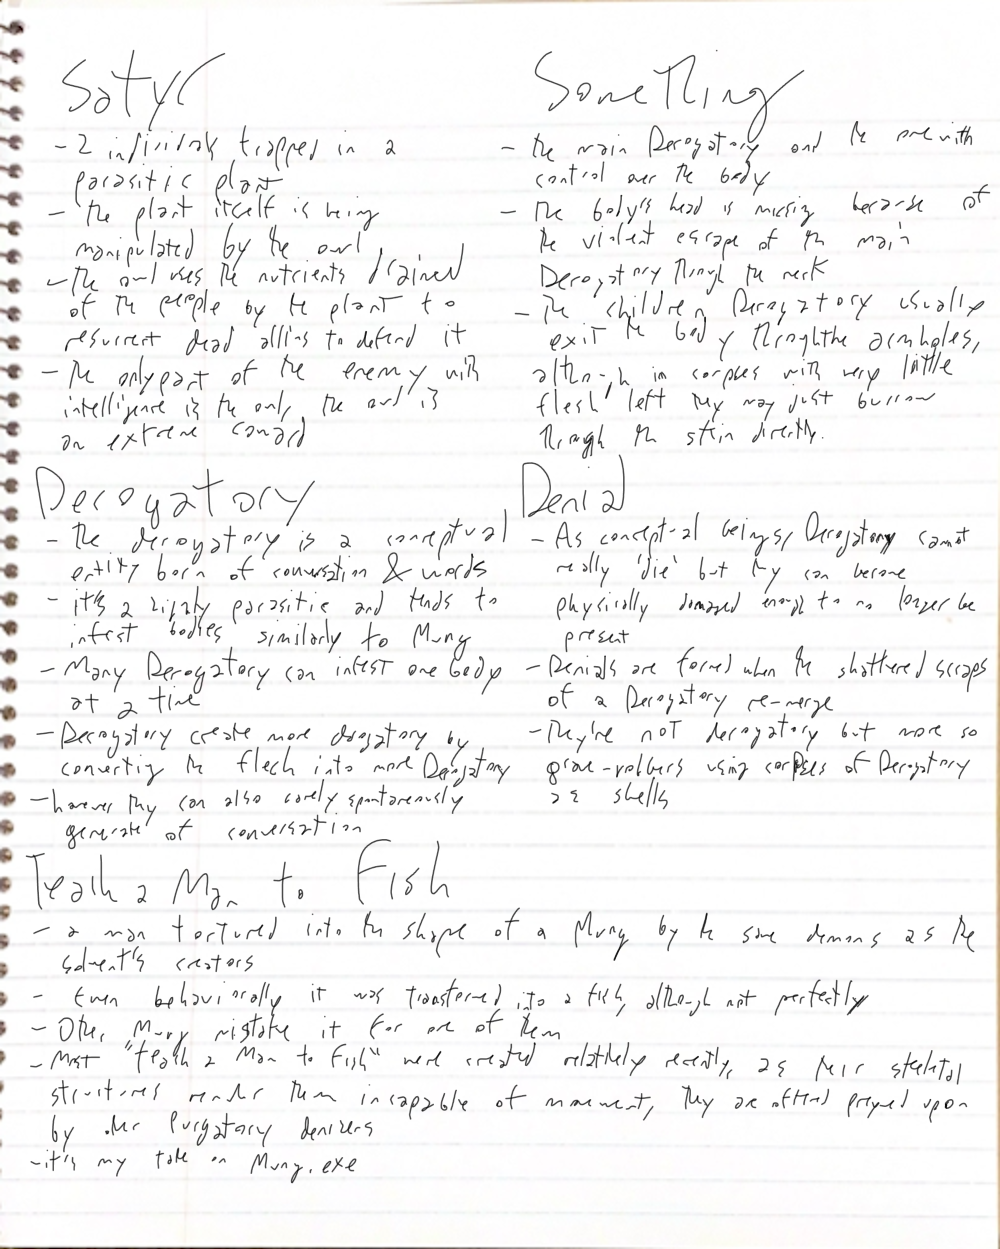 Satyr
- 2 individuals trapped in a
parasitic plant
- the plant itself is being
manipulated by the owl
- the owl uses the nutrients drained
of the people by the plant to
resurrect dead allies to defend it
- the only part of the enemy with
intelligence is the owl, the owl is
an extreme coward
Something
- the main Derogatory and the one with
control over the body
- the body's head is missing because of
the violent escape of the main
Derogatory through the neck
- the children Derogatory usually
exit the body through the armholes,
although in corpses with very little
flesh left they may just burrow
through the skin directly.
Derogatory
- the derogatory is a conceptual
entity born of conversation & words
- it's a highly parasitic and tends to
infest bodies similarly to Mung
- Many Derogatory can infest one body
at a time
- Derogatory create more derogatory by
converting the flesh into more Derogatory
- however they can also rarely spontaneously
generate of conversation
Denial
- As conceptual beings, Derogatory cannot
really 'die' but they can become
physically damaged enough to no longer be
present
- Denials are formed when the shattered scraps
of a Derogatory re-merge
- They're not derogatory but more so
grave-robbers using corpses of Derogatory
as shells
Teach a Man to Fish
- a man tortured into the shape of a Mung by the same demons as the
solvent's creators
- Even behaviorally it was transferred into a fish, although not perfectly
- Other Mung mistake it for one of them
- Most "Teach a Man to Fish" were created relatively recently, as their skeletal
structures render them incapable of movement, they are often preyed upon
by other Purgatory denizens
- it's my take on Mung.exe